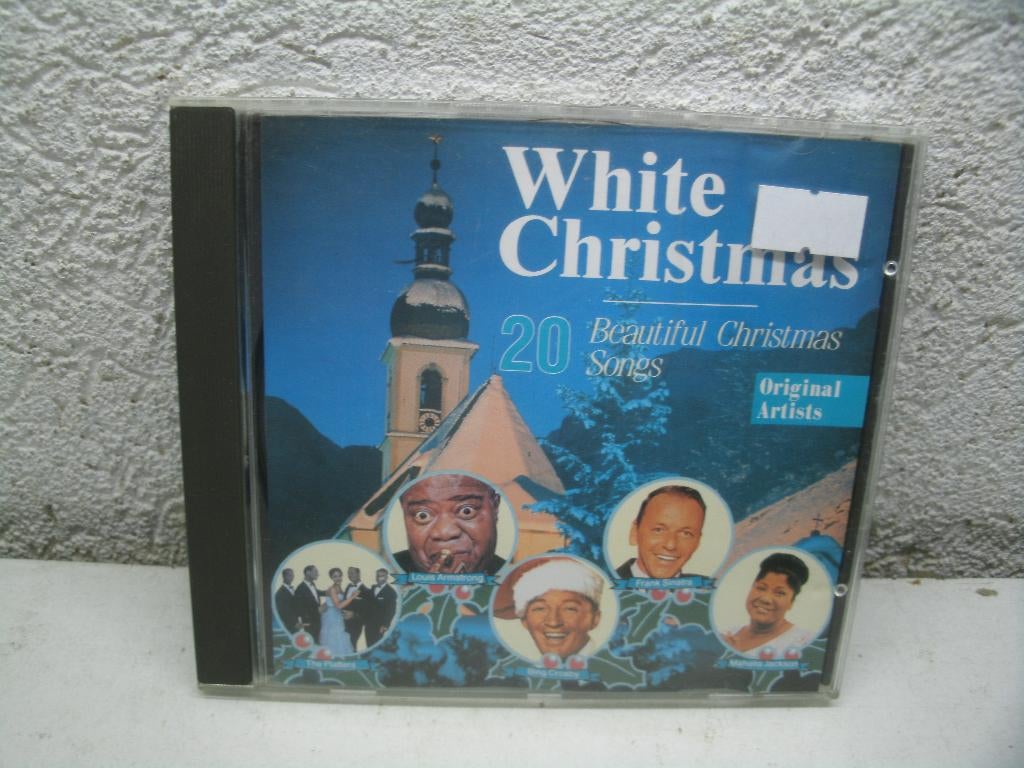 White
Christmas
20 Beautiful Christmas
Songs
Original
Artists
Louis Armstrong
Frank Sinatra
The Platters
Bing Crosby
Mahalia Jackson